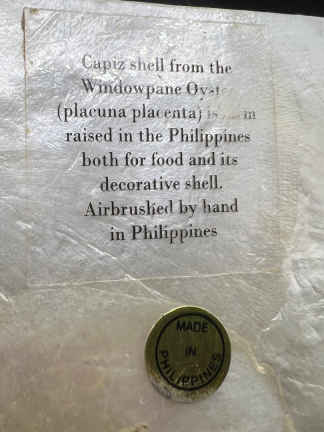 Capiz shell from the
Windowpane
(placuna placenta) is
raised in the Philippines
both for food and its
decorative shell.
Airbrushed by hand
in Philippines
MADE
IN
PHILIPPINES